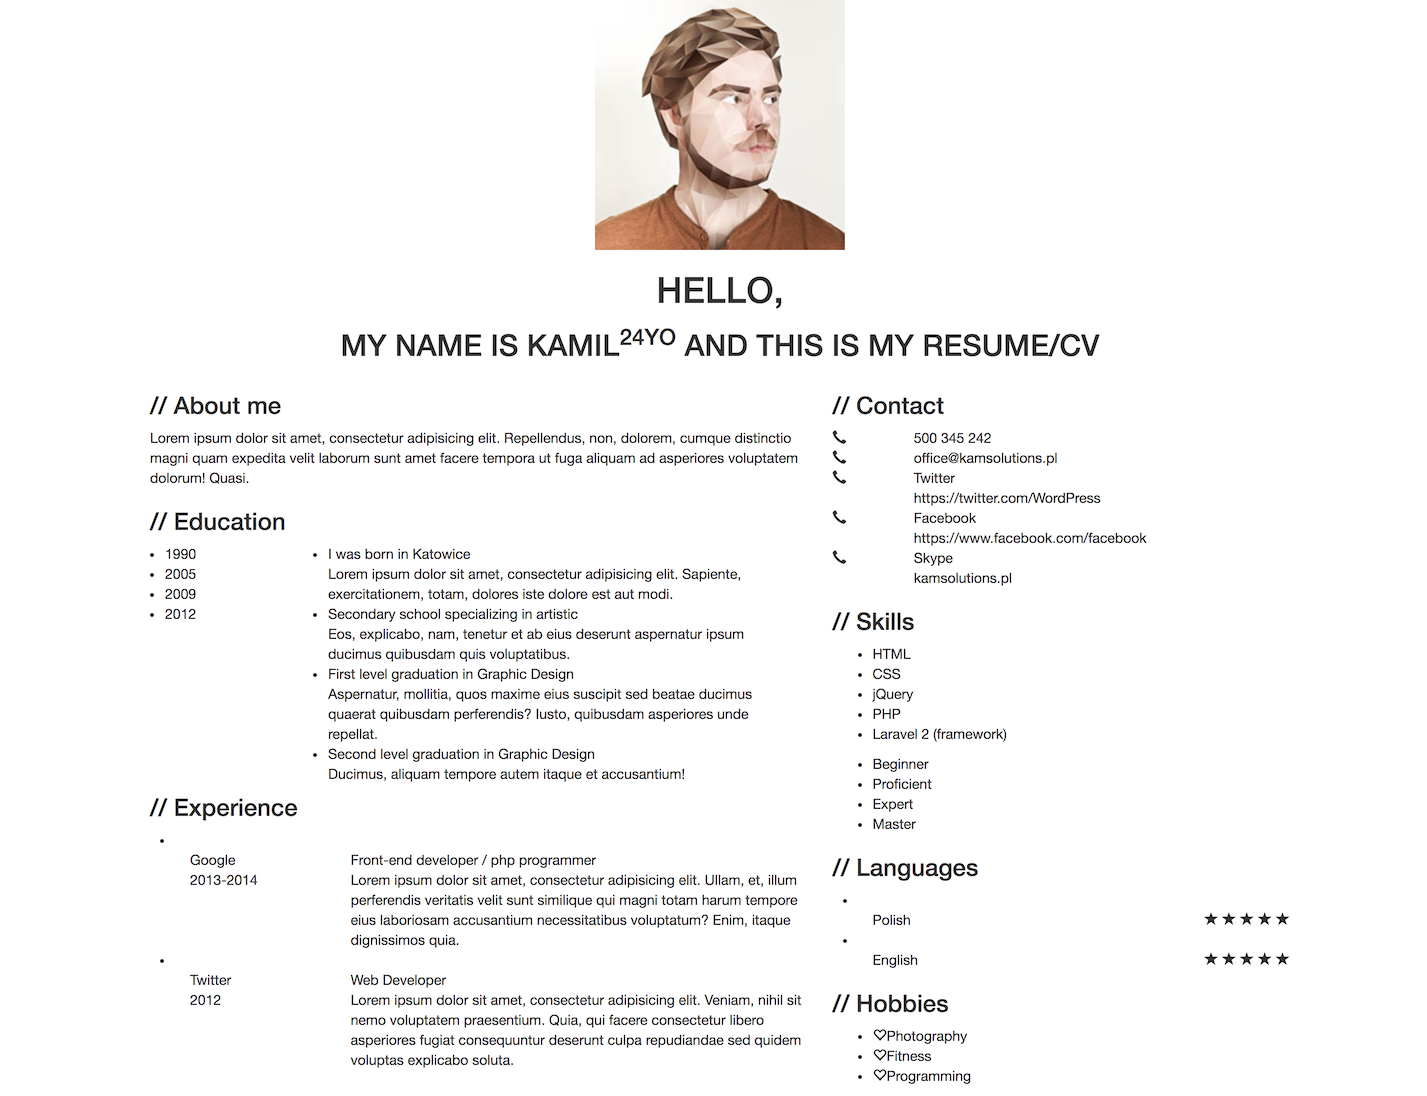 HELLO,
MY NAME IS KAMIL24YO AND THIS IS MY RESUME/CV
// About me
Lorem ipsum dolor sit amet, consectetur adipisicing elit. Repellendus, non, dolorem, cumque distinctio
magni quam expedita velit laborum sunt amet facere tempora ut fuga aliquam ad asperiores voluptatem
dolorum! Quasi.
// Education
• 1990
• 2005
• 2009
• 2012
• I was born in Katowice
Lorem ipsum dolor sit amet, consectetur adipisicing elit. Sapiente,
exercitationem, totam, dolores iste dolore est aut modi.
• Secondary school specializing in artistic
Eos, explicabo, nam, tenetur et ab eius deserunt aspernatur ipsum
ducimus quibusdam quis voluptatibus.
• First level graduation in Graphic Design
Aspernatur, mollitia, quos maxime eius suscipit sed beatae ducimus
quaerat quibusdam perferendis? Iusto, quibusdam asperiores unde
repellat.
• Second level graduation in Graphic Design
Ducimus, aliquam tempore autem itaque et accusantium!
// Experience
Google
2013-2014
Front-end developer / php programmer
Lorem ipsum dolor sit amet, consectetur adipisicing elit. Ullam, et, illum
perferendis veritatis velit sunt similique qui magni totam harum tempore
eius laboriosam accusantium necessitatibus voluptatum? Enim, itaque
dignissimos quia.
Twitter
2012
Web Developer
Lorem ipsum dolor sit amet, consectetur adipisicing elit. Veniam, nihil sit
nemo voluptatem praesentium. Quia, qui facere consectetur libero
asperiores fugiat consequuntur deserunt culpa repudiandae sed quidem
voluptas explicabo soluta.
// Contact
500 345 242
office@kamsolutions.pl
Twitter
https://twitter.com/WordPress
Facebook
https://www.facebook.com/facebook
Skype
kamsolutions.pl
// Skills
• HTML
• CSS
• jQuery
• PHP
• Laravel 2 (framework)
• Beginner
• Proficient
• Expert
• Master
// Languages
Polish ★★★★★
English ★★★★★
// Hobbies
• ♡Photography
• ♡Fitness
• ♡Programming